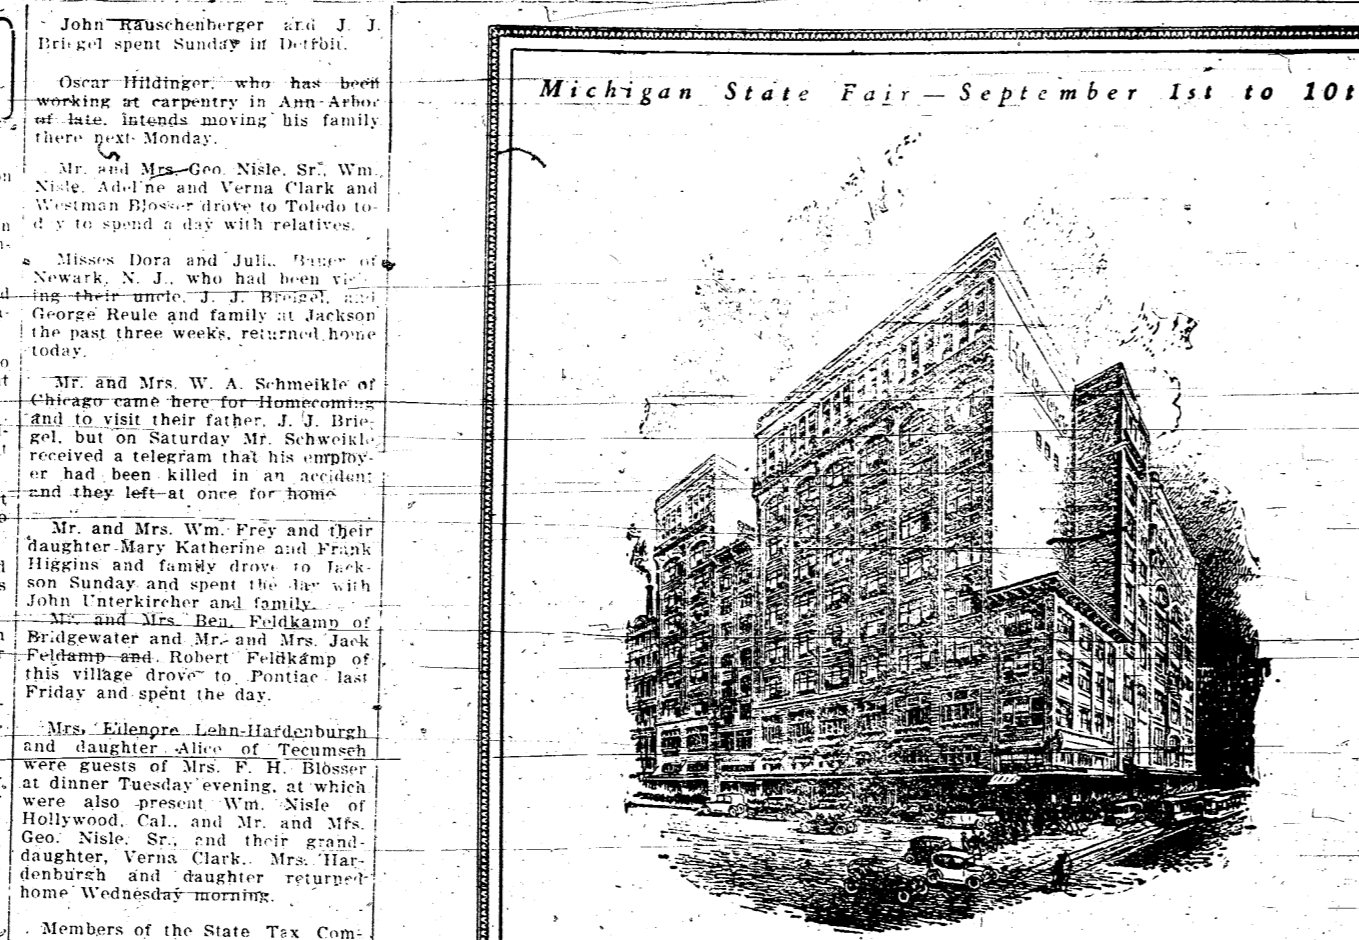 John Rauschenberger and J. J.
Briegel spent Sunday in Detroit.
Oscar Hildinger, who has been
working at carpentry in Ann Arbor
of late, intends moving his family
there next Monday.
Mr. and Mrs. Geo. Nisle, Sr., Wm.
Nisle, Adeline and Verna Clark and
Westman Blosser drove to Toledo to-
day to spend a day with relatives.
Misses Dora and Julia Bauer of
Newark, N. J., who had been visit-
ing their uncle, J. J. Breigel, and
George Reule and family at Jackson
the past three weeks, returned home
today.
Mr. and Mrs. W. A. Schmeikle of
Chicago came here for Homecoming
and to visit their father, J. J. Brie-
gel, but on Saturday Mr. Schweikle
received a telegram that his employ-
er had been killed in an accident
and they left at once for home
Mr. and Mrs. Wm. Frey and their
daughter Mary Katherine and Frank
Higgins and family drove to Jack-
son Sunday and spent the day with
John Unterkircher and family.
Mr. and Mrs. Ben. Feldkamp of
Bridgewater and Mr. and Mrs. Jack
Feldamp and Robert Feldkamp of
this village drove to Pontiac last
Friday and spent the day.
Mrs. Eilenore Lehn-Hardenburgh
and daughter Alice of Tecumseh
were guests of Mrs. F. H. Blosser
at dinner Tuesday evening, at which
were also present Wm. Nisle of
Hollywood, Cal., and Mr. and Mrs.
Geo. Nisle, Sr., and their grand-
daughter, Verna Clark. Mrs. Har-
denburgh and daughter returned
home Wednesday morning.
Members of the State Tax Com-
Michigan State Fair—September 1st to 10t